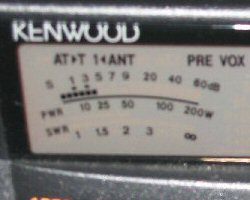 KENWOOD
AT▶T 1◀ANT PRE VOX
S 1 3 5 7 9 20 40 60dB
PWR 10 25 50 100 200W
SWR 1 1.5 2 3 ∞